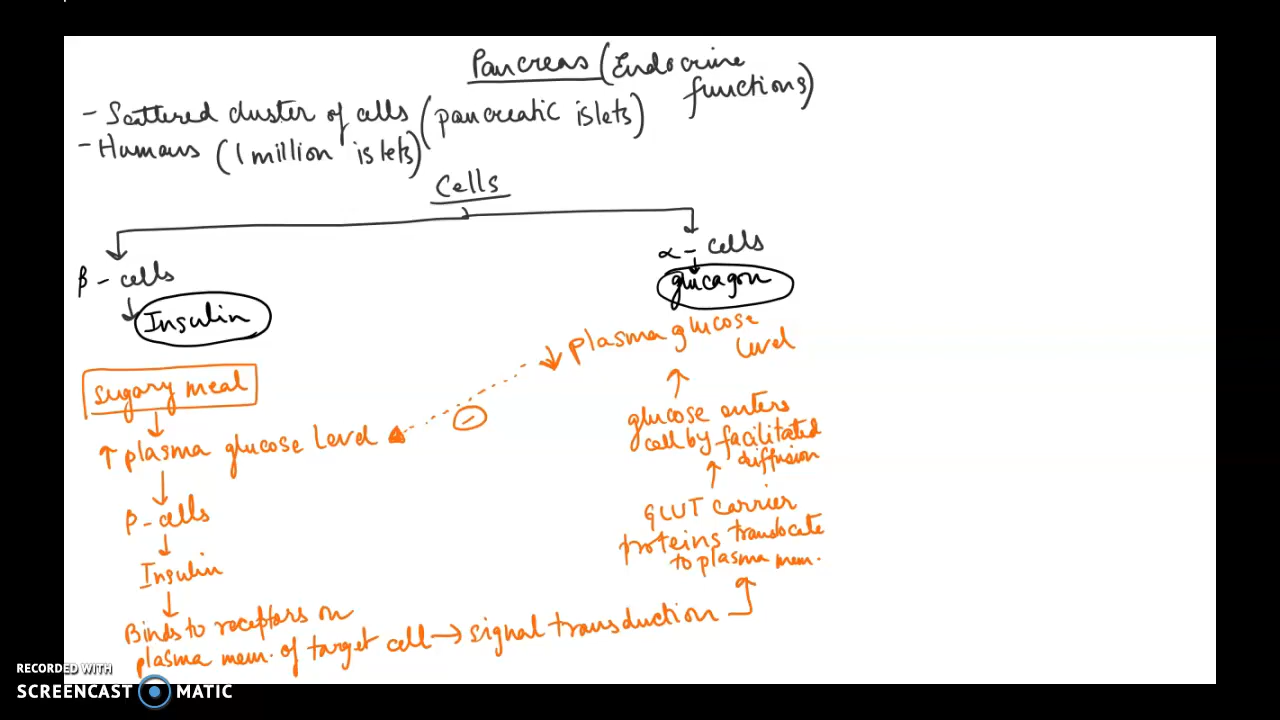 Pancreas (Endocrine
functions)
- Scattered cluster of cells (pancreatic islets)
- Humans (1 million islets)
Cells
β - cells
Insulin
α - cells
glucagon
Sugary meal
↑ plasma glucose level
β - cells
Insulin
Binds to receptors on
plasma mem. of target cell → signal transduction
GLUT carrier
proteins translocate
to plasma mem.
glucose enters
cell by facilitated
diffusion
↓ plasma glucose
level
-
RECORDED WITH
SCREENCAST MATIC